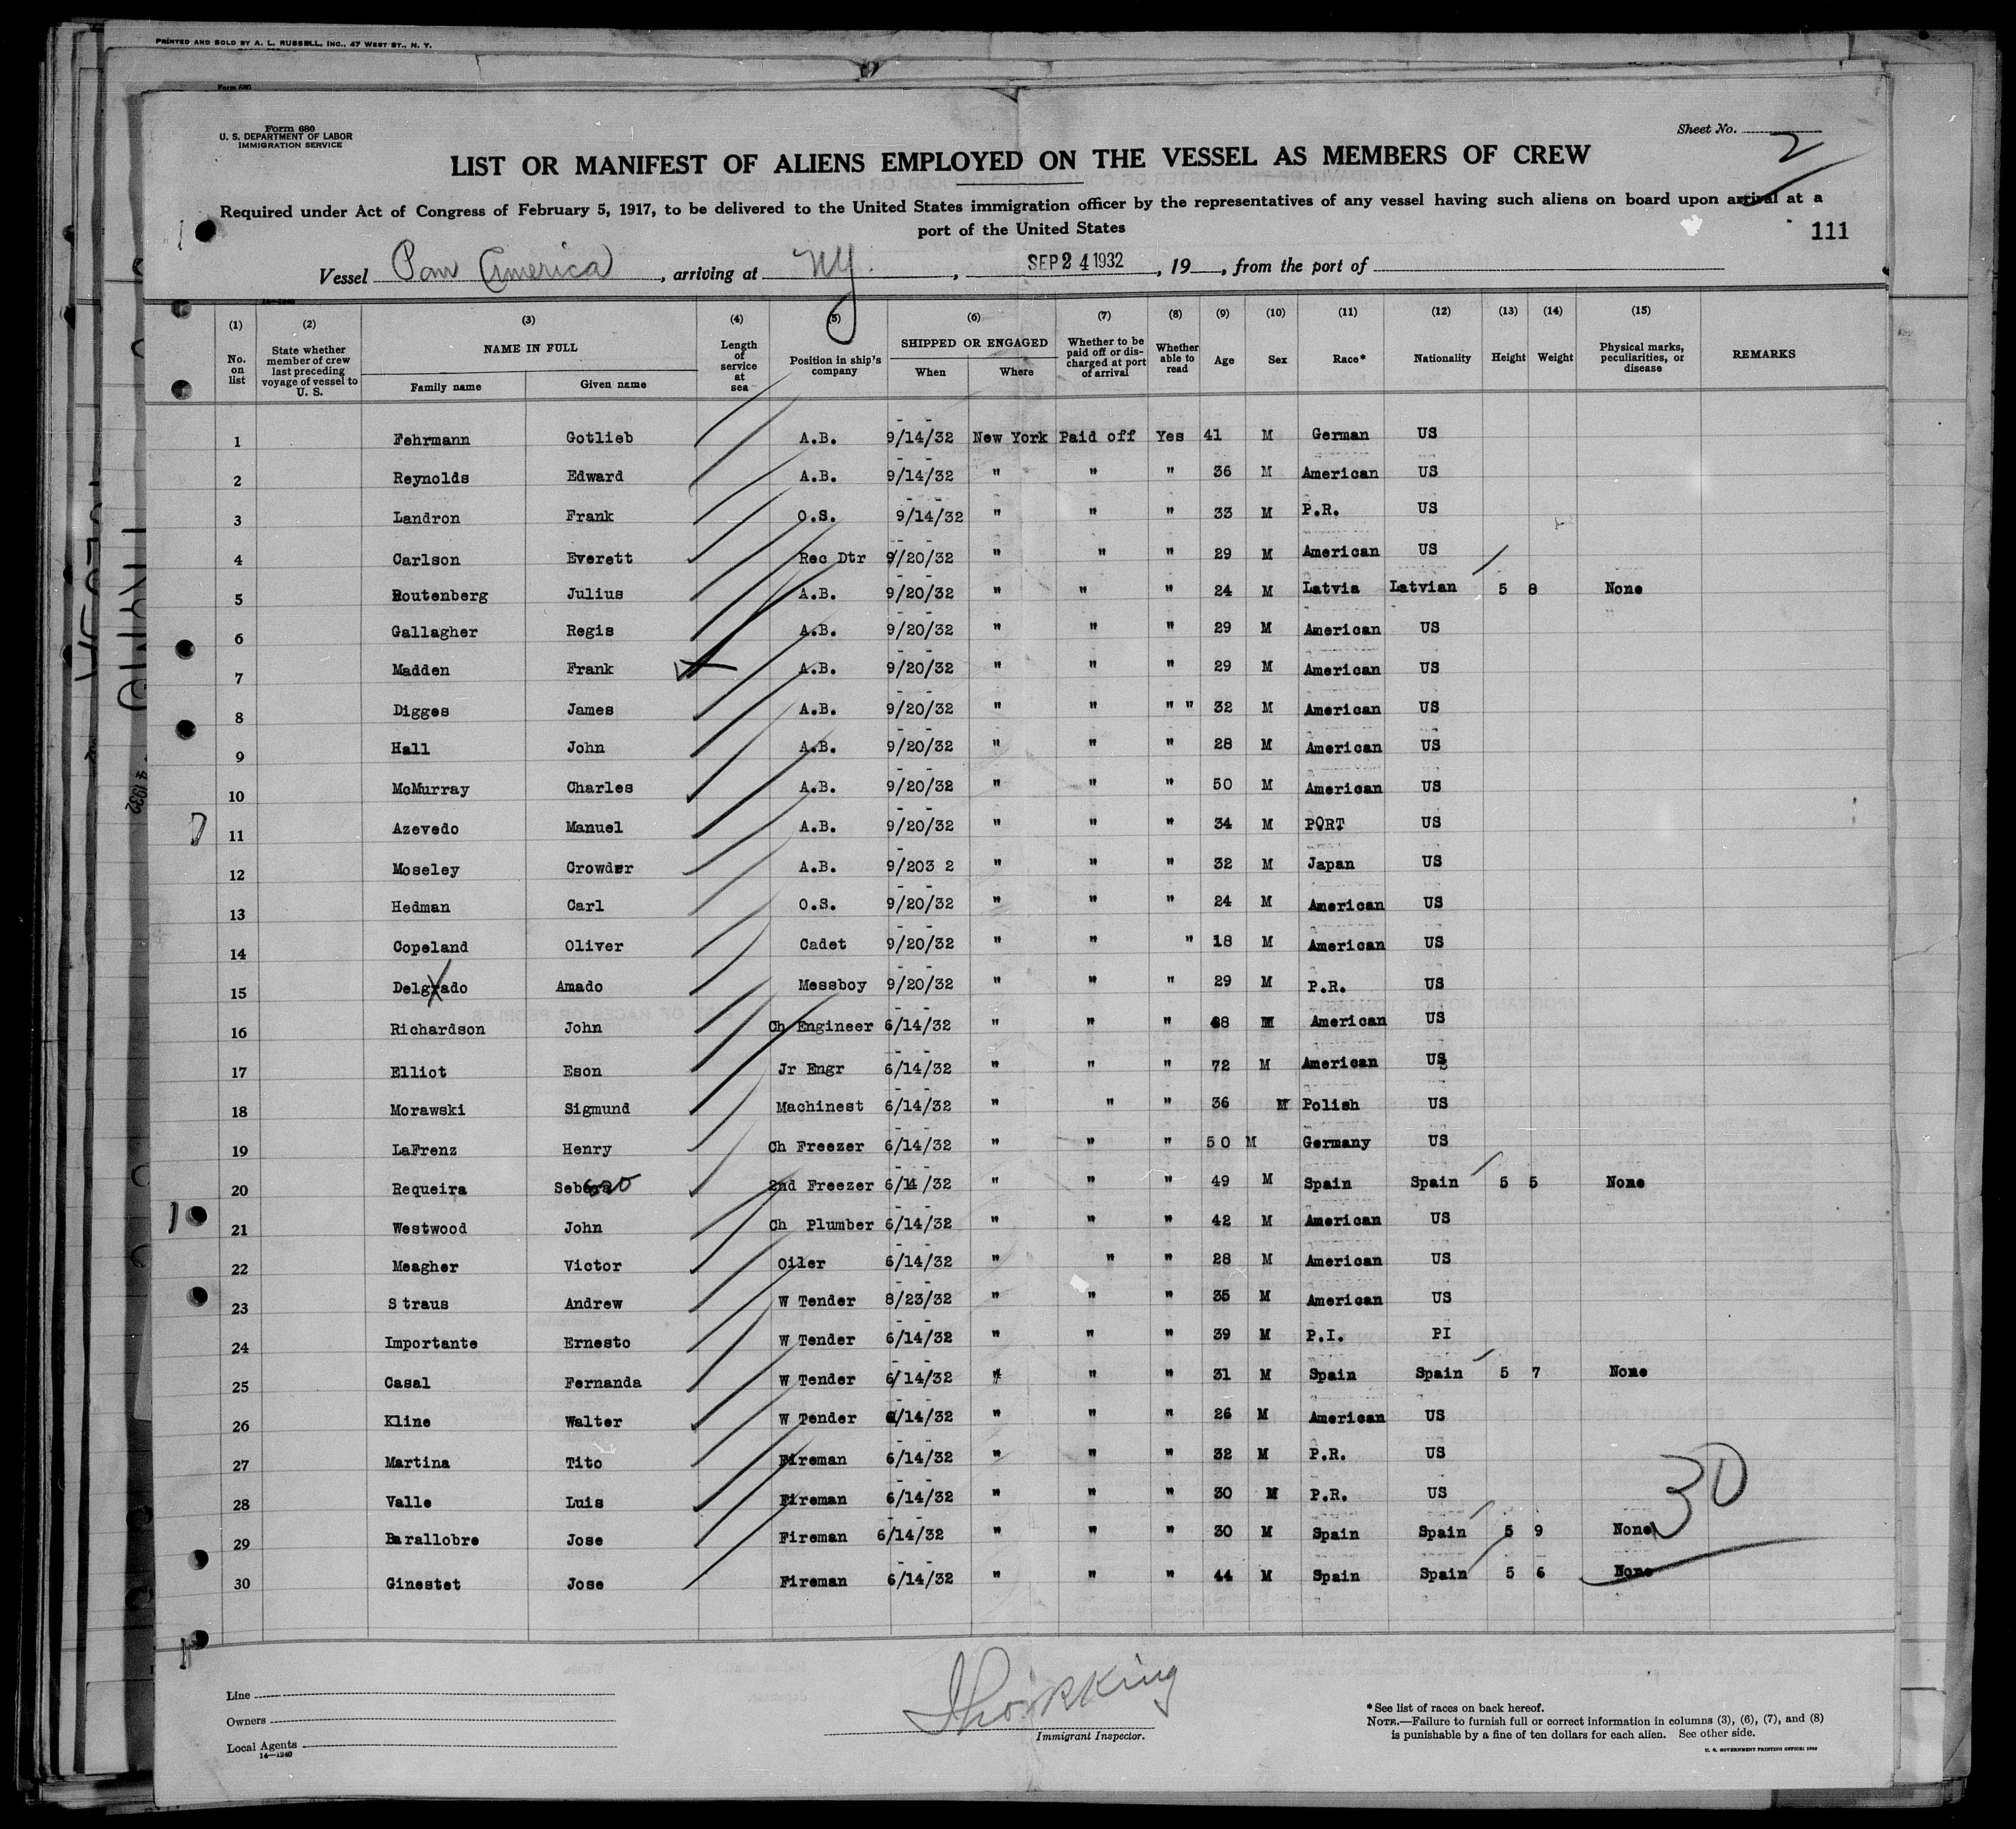 PRINTED AND SOLD BY A. L. RUSSELL, INC., 47 WEST ST., N. Y.
Form 680
Form 680
U. S. DEPARTMENT OF LABOR
IMMIGRATION SERVICE
Sheet No. 2
LIST OR MANIFEST OF ALIENS EMPLOYED ON THE VESSEL AS MEMBERS OF CREW
Required under Act of Congress of February 5, 1917, to be delivered to the United States immigration officer by the representatives of any vessel having such aliens on board upon arrival at a
port of the United States
111
Vessel Pan America, arriving at NY., SEP 24 1932, 19, from the port of
(1) (2) (3) (4) (5) (6) (7) (8) (9) (10) (11) (12) (13) (14) (15)
No. on list State whether member of crew last preceding voyage of vessel to U. S. NAME IN FULL Family name Given name Length of service at sea Position in ship's company SHIPPED OR ENGAGED When Where Whether to be paid off or discharged at port of arrival Whether able to read Age Sex Race* Nationality Height Weight Physical marks, peculiarities, or disease REMARKS
1 Fehrmann Gotlieb A.B. 9/14/32 New York Paid off Yes 41 M German US
2 Reynolds Edward A.B. 9/14/32 " " " 36 M American US
3 Landron Frank O.S. 9/14/32 " " " 33 M P.R. US
4 Carlson Everett Rec Dtr 9/20/32 " " " 29 M American US
5 Routenberg Julius A.B. 9/20/32 " " " 24 M Latvia Latvian 5 8 None
6 Gallagher Regis A.B. 9/20/32 " " " 29 M American US
7 Madden Frank A.B. 9/20/32 " " " 29 M American US
8 Digges James A.B. 9/20/32 " " " " 32 M American US
9 Hall John A.B. 9/20/32 " " " 28 M American US
10 McMurray Charles A.B. 9/20/32 " " " 50 M American US
11 Azevedo Manuel A.B. 9/20/32 " " " 34 M PORT US
12 Moseley Crowder A.B. 9/203 2 " " " 32 M Japan US
13 Hedman Carl O.S. 9/20/32 " " " 24 M American US
14 Copeland Oliver Cadet 9/20/32 " " " 18 M American US
15 Delgado Amado Messboy 9/20/32 " " " 29 M P.R. US
16 Richardson John Ch Engineer 6/14/32 " " " 8 M American US
17 Elliot Eson Jr Engr 6/14/32 " " " 72 M American US
18 Morawski Sigmund Machinest 6/14/32 " " " 36 M Polish US
19 LaFrenz Henry Ch Freezer 6/14/32 " " " 50 M Germany US
20 Requeira 2nd Freezer 6/14/32 " " " 49 M Spain Spain 5 5 None
21 Westwood John Ch Plumber 6/14/32 " " " 42 M American US
22 Meagher Victor Oiler 6/14/32 " " " 28 M American US
23 Straus Andrew W Tender 8/23/32 " " " 35 M American US
24 Importante Ernesto W Tender 6/14/32 " " " 39 M P.I. PI
25 Casal Fernanda W Tender 6/14/32 " " " 31 M Spain Spain 5 7 None
26 Kline Walter W Tender 6/14/32 " " " 26 M American US
27 Martina Tito Fireman 6/14/32 " " " 32 M P.R. US
28 Valle Luis Fireman 6/14/32 " " " 30 M P.R. US
29 Barallobre Jose Fireman 6/14/32 " " " 30 M Spain Spain 5 9 None
30 Ginestet Jose Fireman 6/14/32 " " " 44 M Spain Spain 5 6 None
30
Line
Owners
Local Agents
14—1240
King
Immigrant Inspector.
*See list of races on back hereof.
NOTE.—Failure to furnish full or correct information in columns (3), (6), (7), and (8)
is punishable by a fine of ten dollars for each alien. See other side.
U. S. GOVERNMENT PRINTING OFFICE: